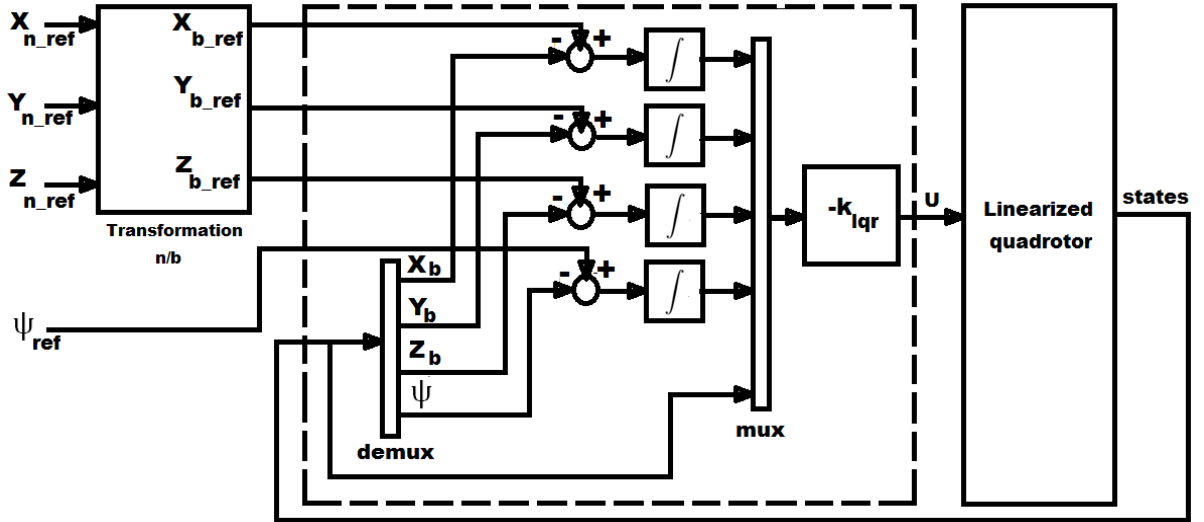 X
n_ref
Y
n_ref
Z
n_ref
X
b_ref
Y
b_ref
Z
b_ref
Transformation
n/b
ψ
ref
- +
∫
- +
∫
- +
∫
- +
∫
X b
Y b
Z b
ψ
demux
mux
-k lqr
U
Linearized
quadrotor
states